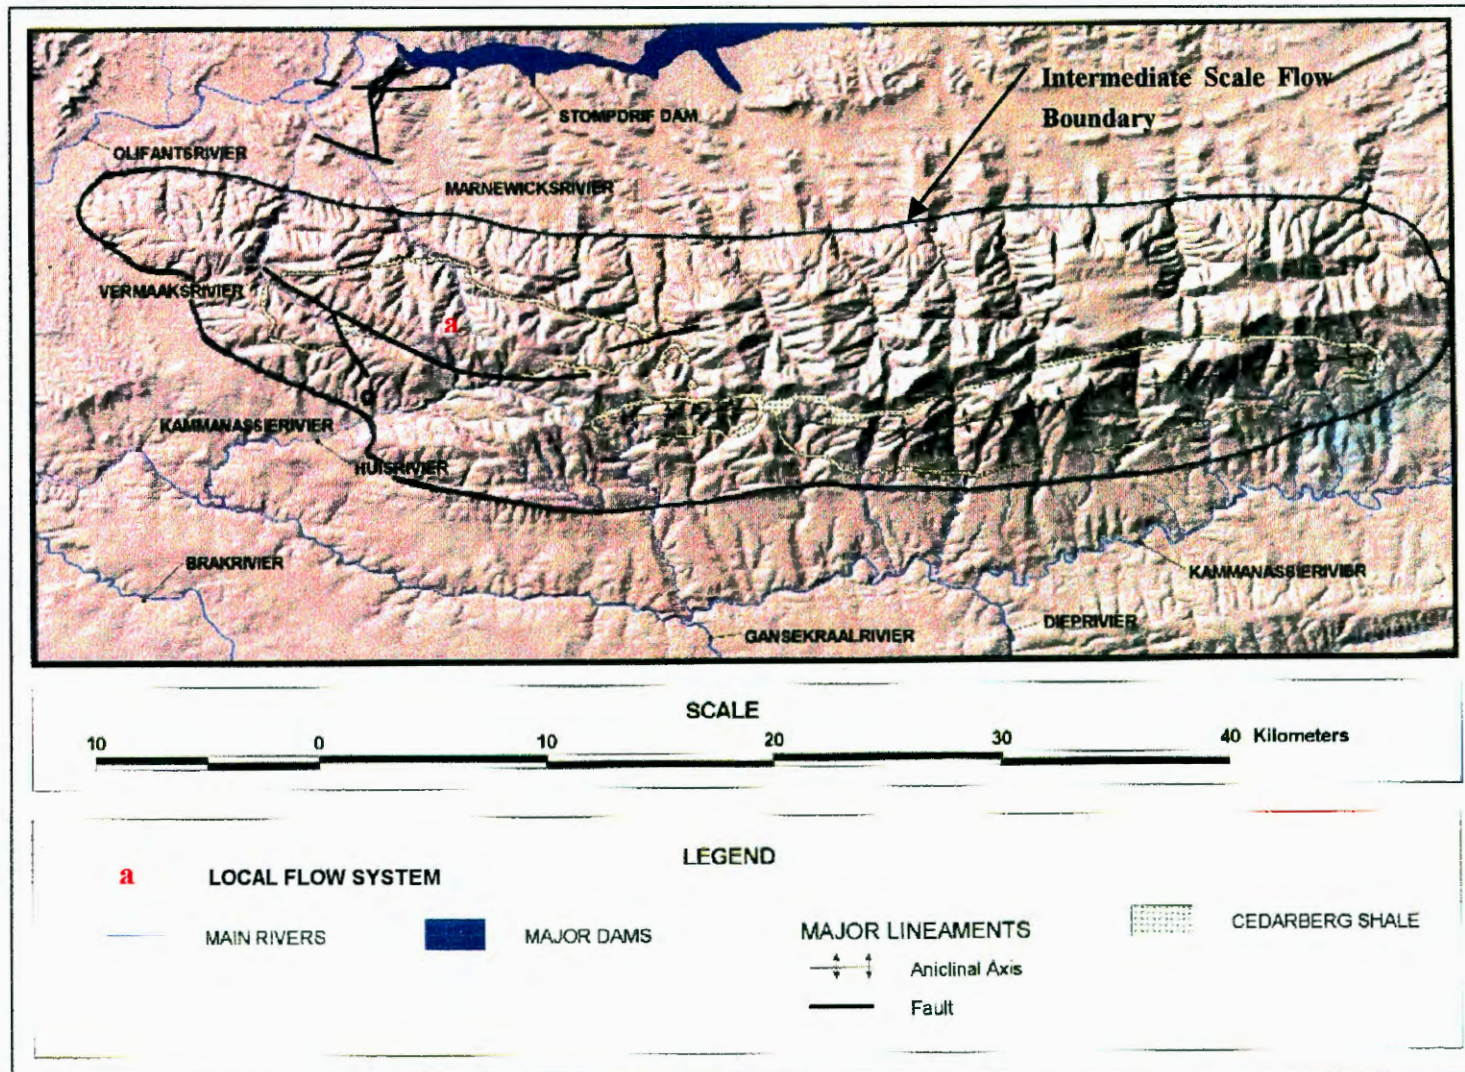 Intermediate Scale Flow
Boundary
STOMPDRIF DAM
OLIFANTSRIVIER
MARNEWICKSRIVIER
VERMAAKSRIVIER
a
KAMMANASSIERIVIER
HUISRIVIER
BRAKRIVIER
KAMMANASSIERIVIER
GANSEKRAALRIVIER
DIEPRIVIER
SCALE
10 0 10 20 30 40 Kilometers
LEGEND
a LOCAL FLOW SYSTEM
MAIN RIVERS
MAJOR DAMS
MAJOR LINEAMENTS
Aniclinal Axis
Fault
CEDARBERG SHALE